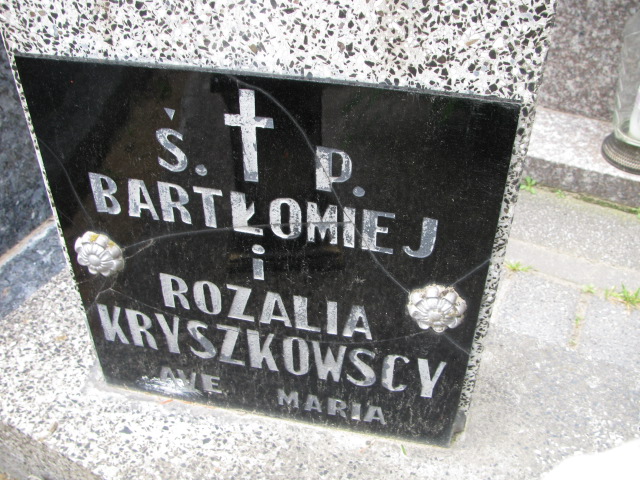 Ś. P.
BARTŁOMIEJ
i
ROZALIA
KRYSZKOWSCY
AVE MARIA